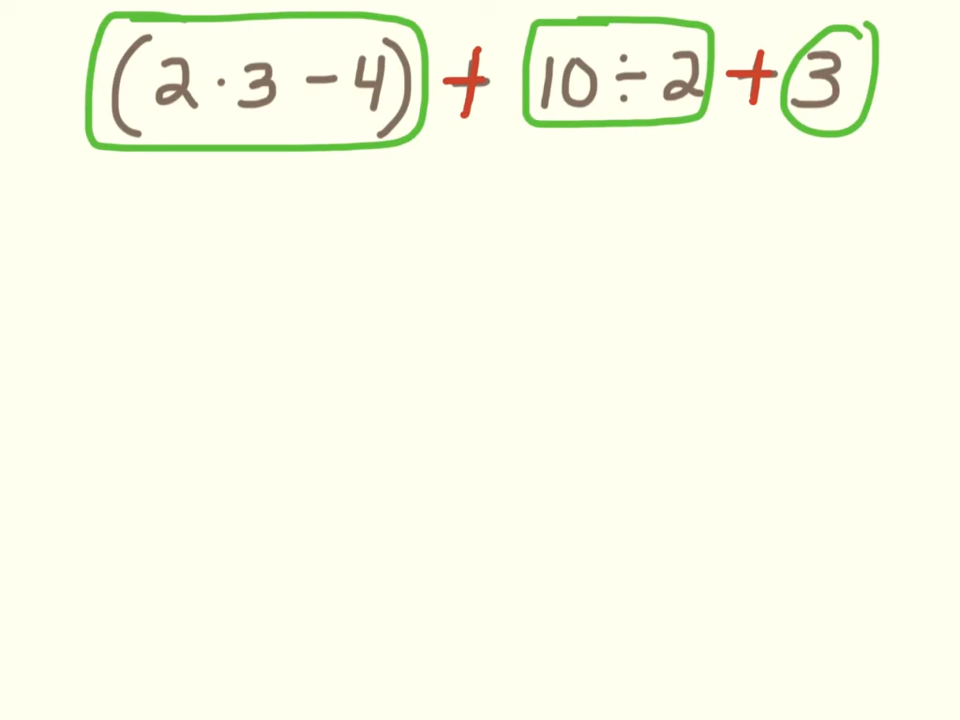 (2 · 3 − 4) + 10 ÷ 2 + 3